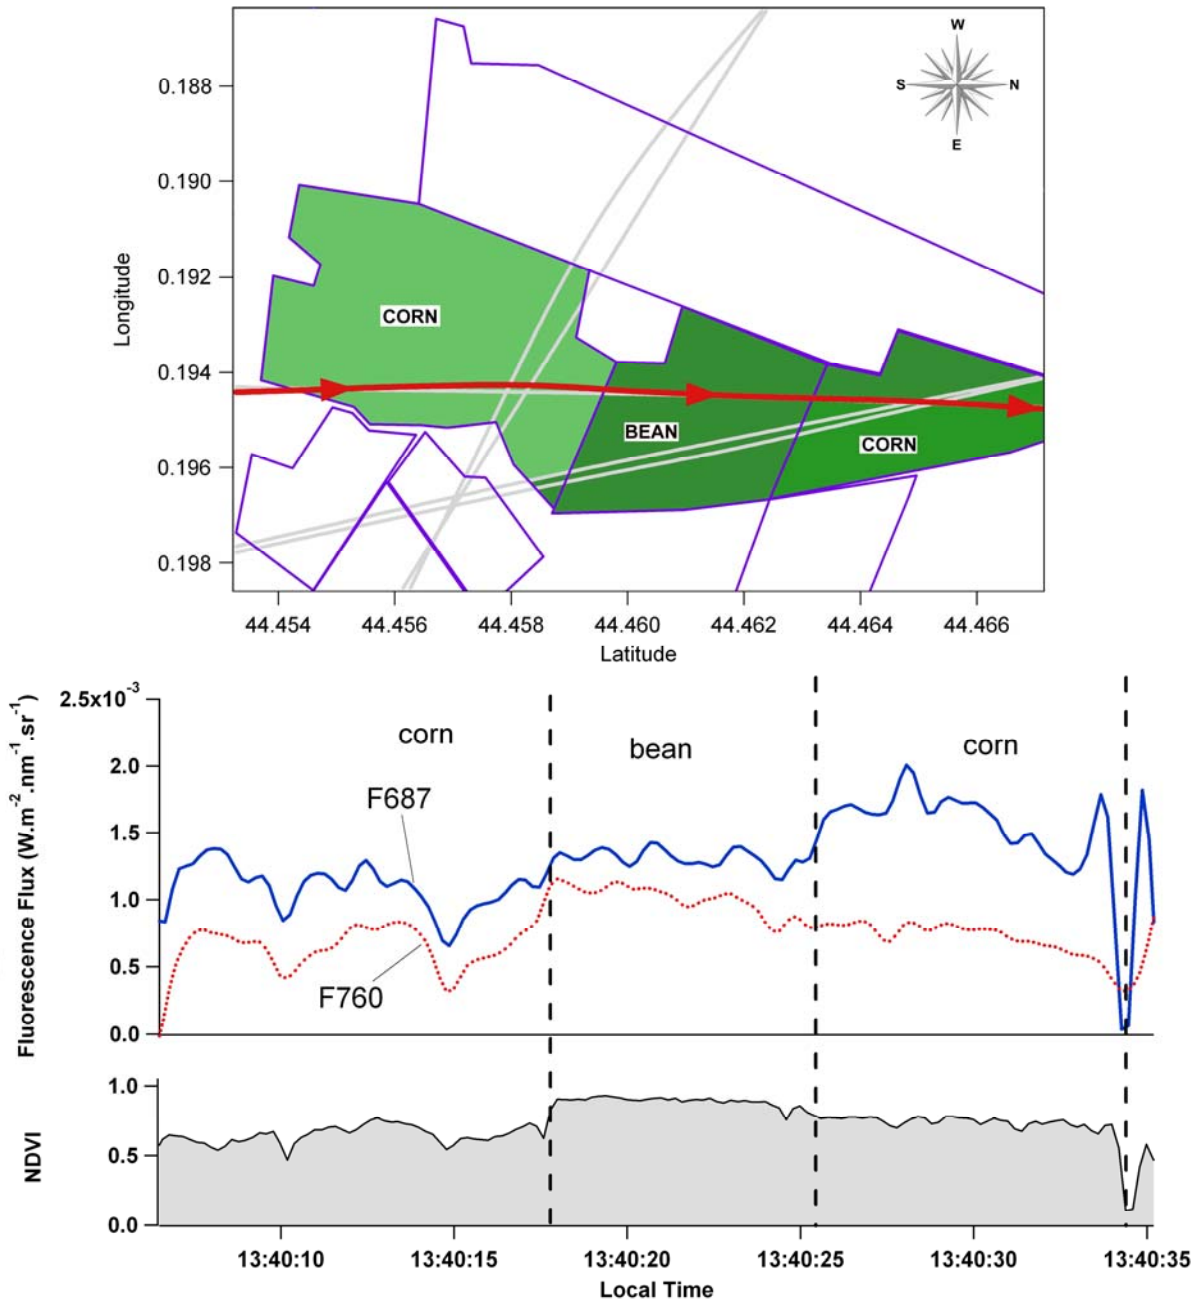 W
S N
E
0.188
0.190
0.192
0.194
0.196
0.198
Longitude
CORN
BEAN
CORN
44.454 44.456 44.458 44.460 44.462 44.464 44.466
Latitude
2.5x10⁻³
2.0
1.5
1.0
0.5
0.0
Fluorescence Flux (W.m⁻².nm⁻¹.sr⁻¹)
corn bean corn
F687
F760
1.0
0.5
0.0
NDVI
13:40:10 13:40:15 13:40:20 13:40:25 13:40:30 13:40:35
Local Time